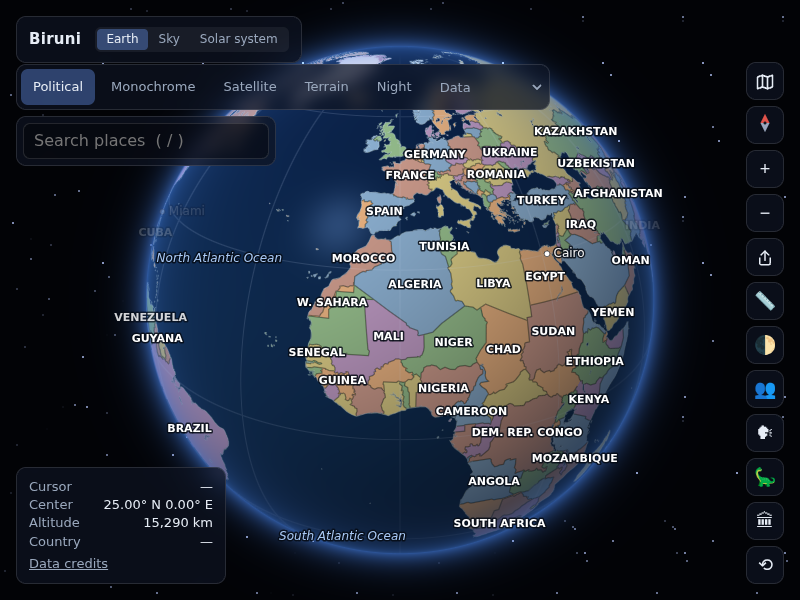 Biruni
Earth
Sky
Solar system
Political
Monochrome
Satellite
Terrain
Night
Data
Search places ( / )
KAZAKHSTAN
GERMANY
UKRAINE
UZBEKISTAN
FRANCE
ROMANIA
AFGHANISTAN
TURKEY
Miami
SPAIN
IRAQ
INDIA
CUBA
TUNISIA
Cairo
North Atlantic Ocean
MOROCCO
OMAN
ALGERIA
LIBYA
EGYPT
W. SAHARA
YEMEN
VENEZUELA
GUYANA
MALI
NIGER
SUDAN
SENEGAL
CHAD
ETHIOPIA
GUINEA
NIGERIA
KENYA
CAMEROON
BRAZIL
DEM. REP. CONGO
MOZAMBIQUE
ANGOLA
SOUTH AFRICA
South Atlantic Ocean
Cursor —
Center 25.00° N 0.00° E
Altitude 15,290 km
Country —
Data credits